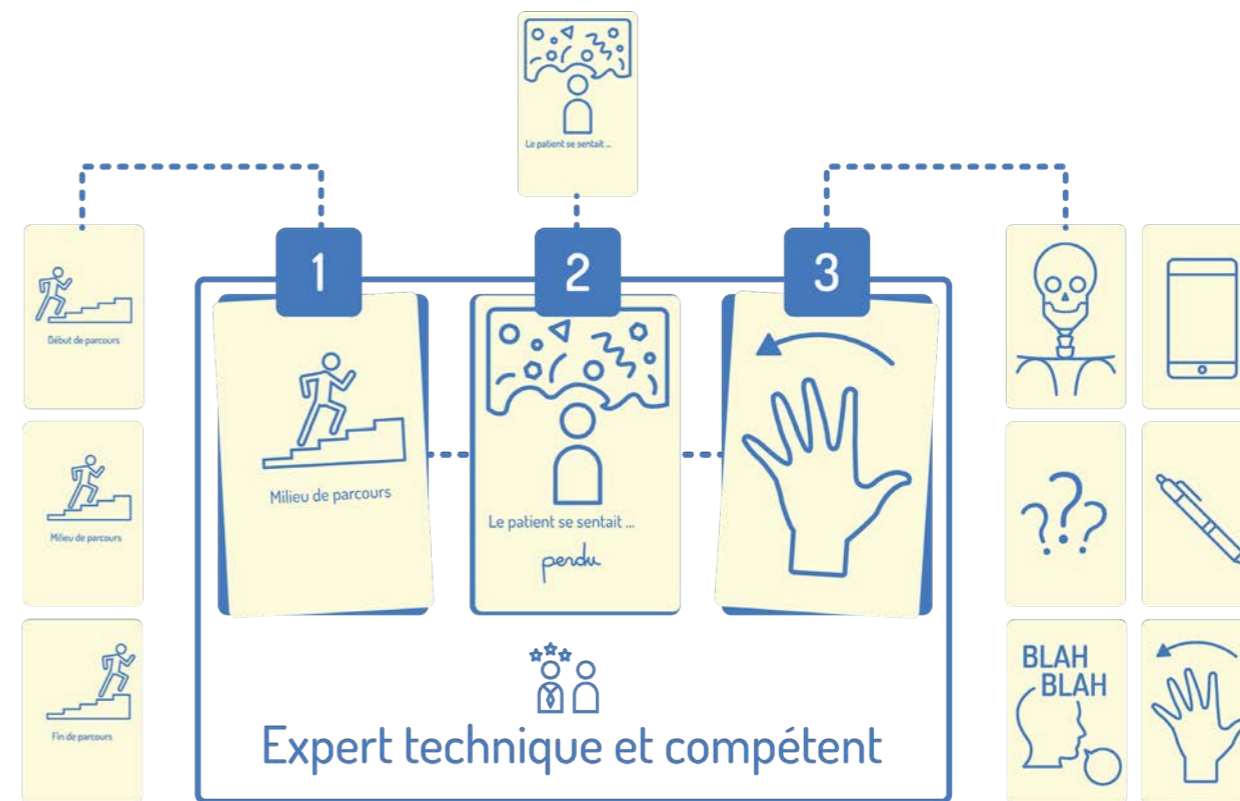 Le patient se sentait ...
1
2
3
Début de parcours
Milieu de parcours
Fin de parcours
Milieu de parcours
Le patient se sentait ...
perdu
???
BLAH
BLAH
Expert technique et compétent